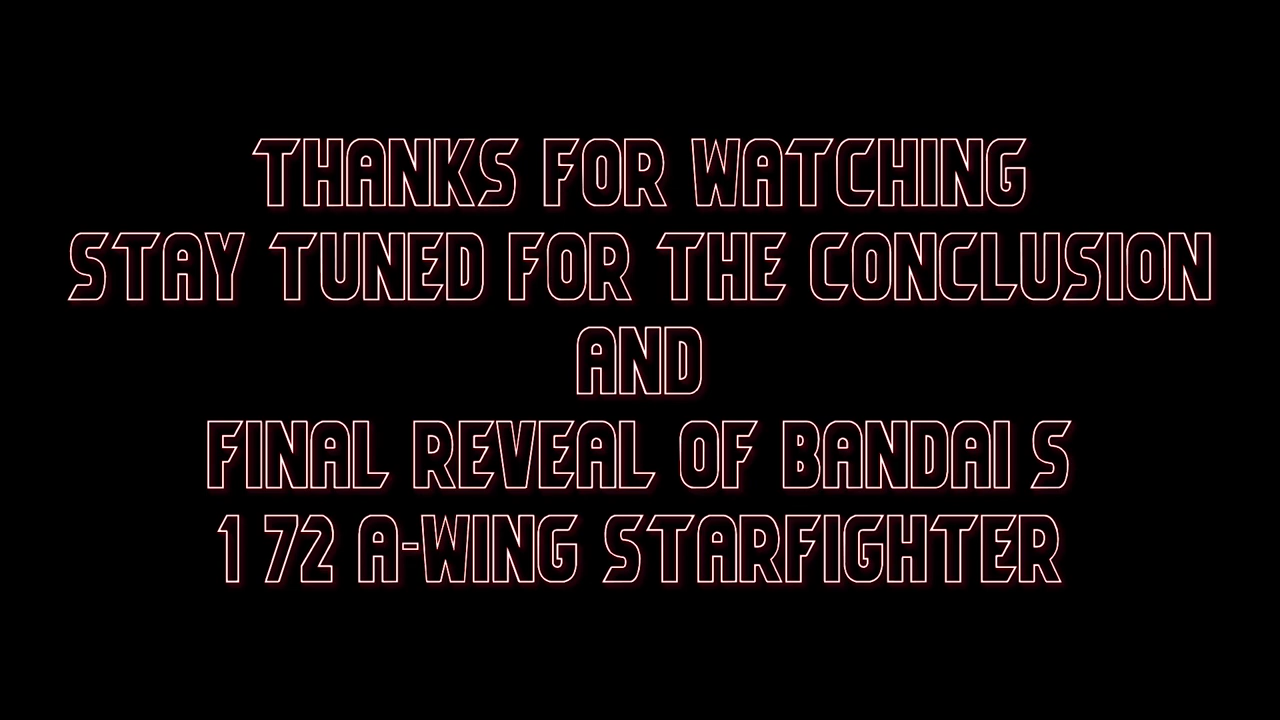 THANKS FOR WATCHING
STAY TUNED FOR THE CONCLUSION
AND
FINAL REVEAL OF BANDAI S
1 72 A-WING STARFIGHTER